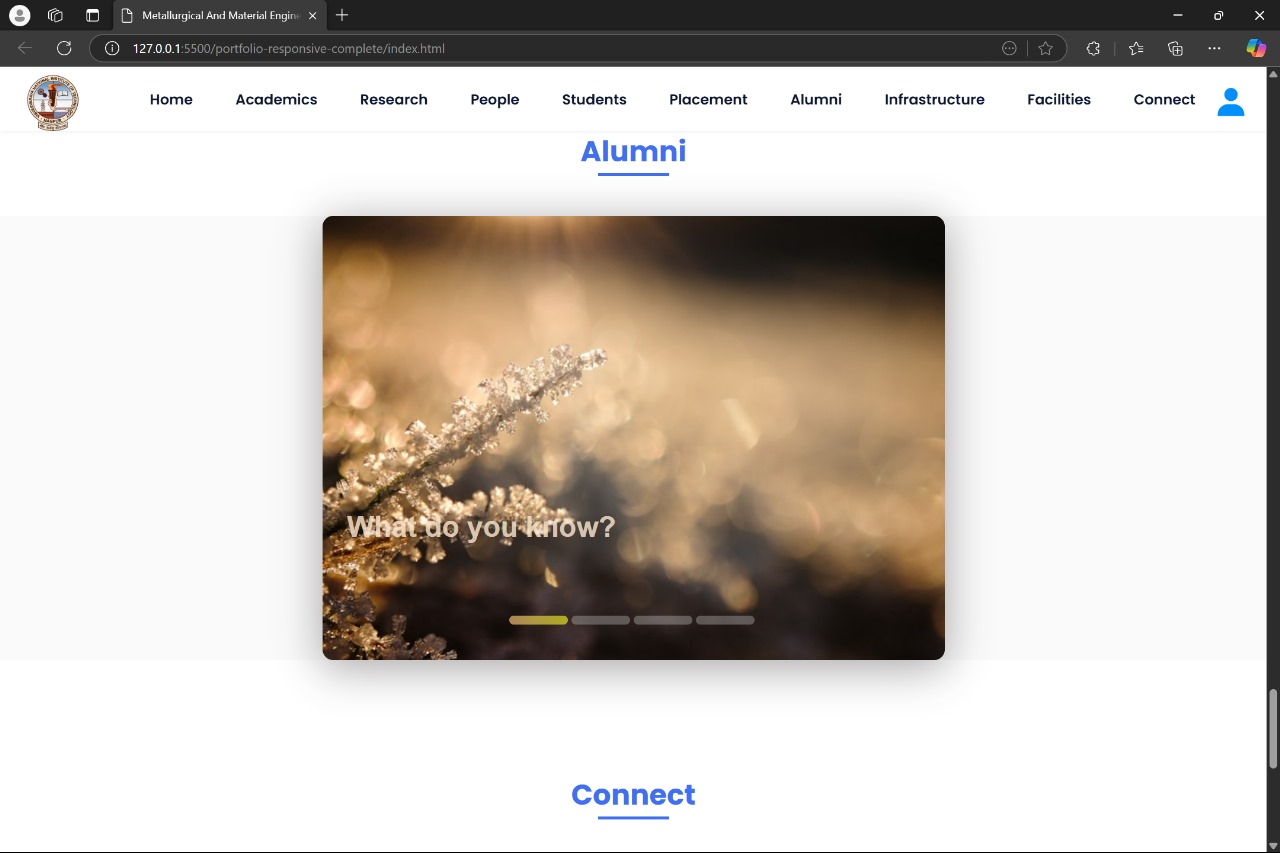 Metallurgical And Material Engine
127.0.0.1:5500/portfolio-responsive-complete/index.html
Home Academics Research People Students Placement Alumni Infrastructure Facilities Connect
Alumni
What do you know?
Connect